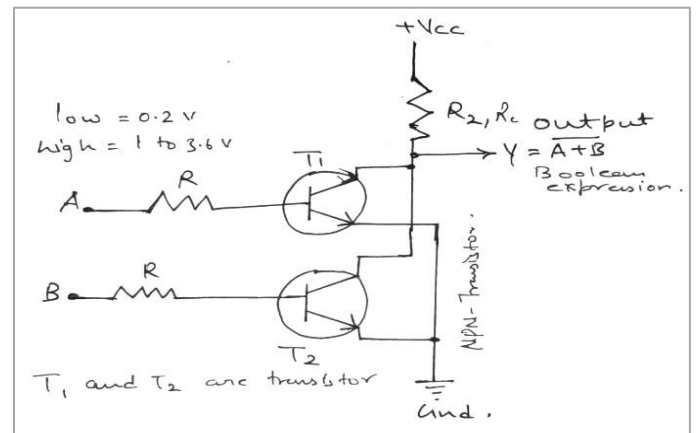 +Vcc
low = 0.2 v
high = 1 to 3.6 v
R₂, Rc output
T1
Y = \overline{A+B}
Boolean
expression.
R
A
R
B
NPN-Transistor.
T2
T₁ and T₂ are transistor
Gnd.